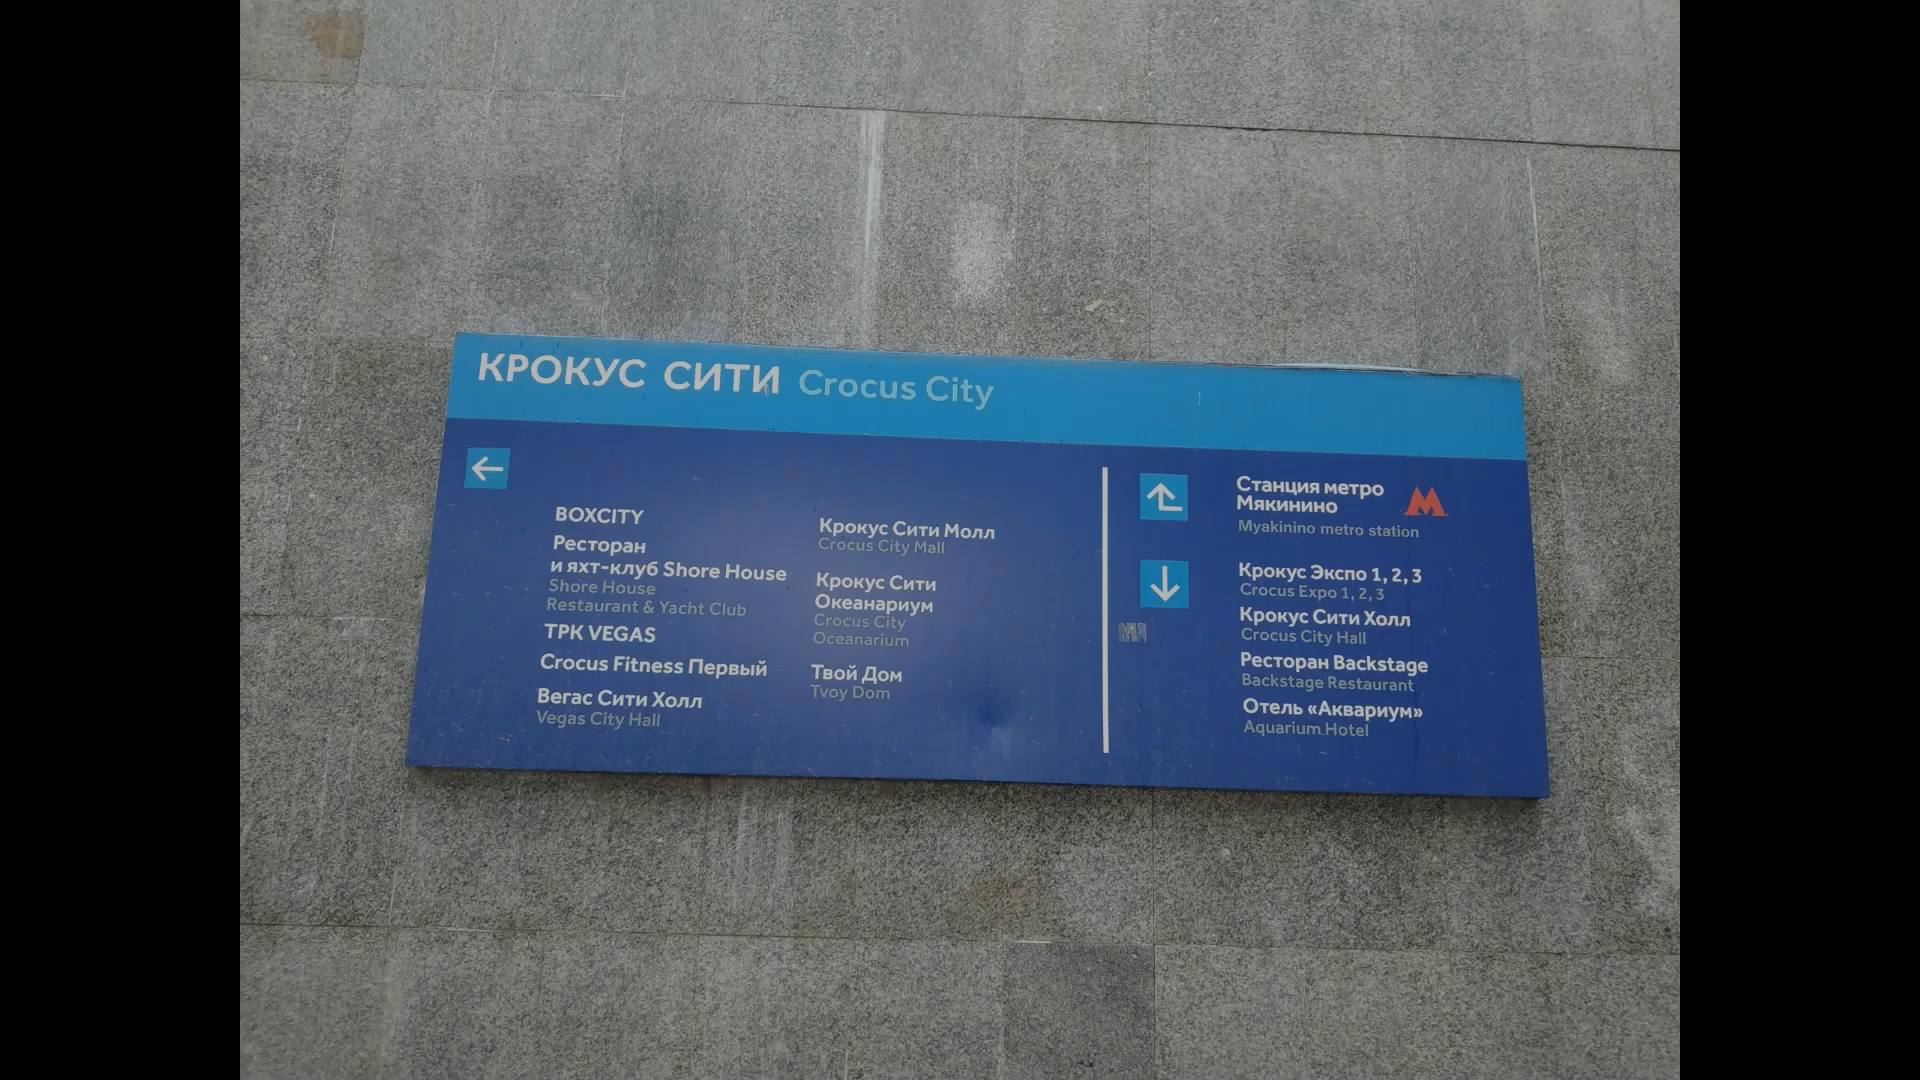 КРОКУС СИТИ Crocus City
BOXCITY
Ресторан
и яхт-клуб Shore House
Shore House
Restaurant & Yacht Club
ТРК VEGAS
Crocus Fitness Первый
Вегас Сити Холл
Vegas City Hall
Крокус Сити Молл
Crocus City Mall
Крокус Сити
Океанариум
Crocus City
Oceanarium
Твой Дом
Tvoy Dom
Станция метро
Мякинино
Myakinino metro station
Крокус Экспо 1, 2, 3
Crocus Expo 1, 2, 3
Крокус Сити Холл
Crocus City Hall
Ресторан Backstage
Backstage Restaurant
Отель «Аквариум»
Aquarium Hotel